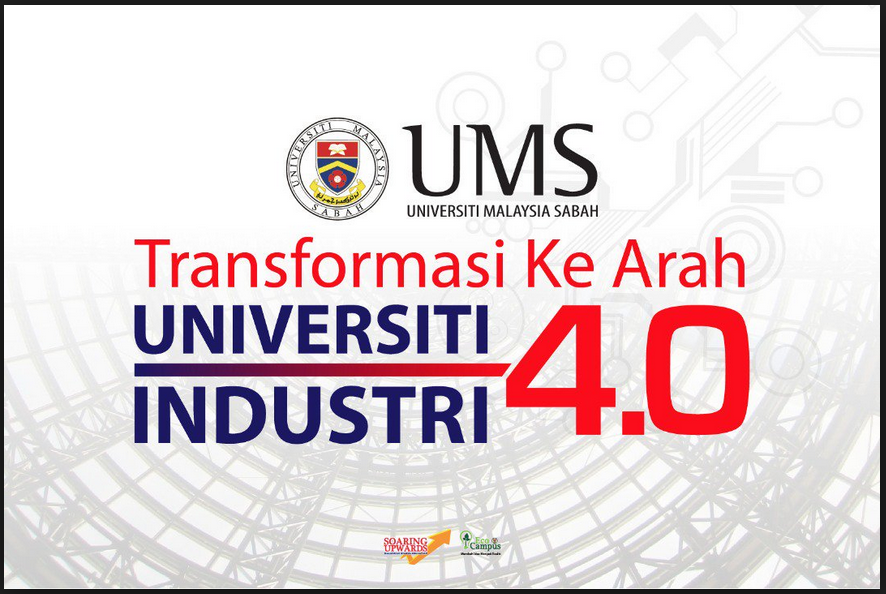 UNIVERSITI MALAYSIA
SABAH
UMS
UNIVERSITI MALAYSIA SABAH
Transformasi Ke Arah
UNIVERSITI
INDUSTRI
4.0
SOARING
UPWARDS
Eco
Campus